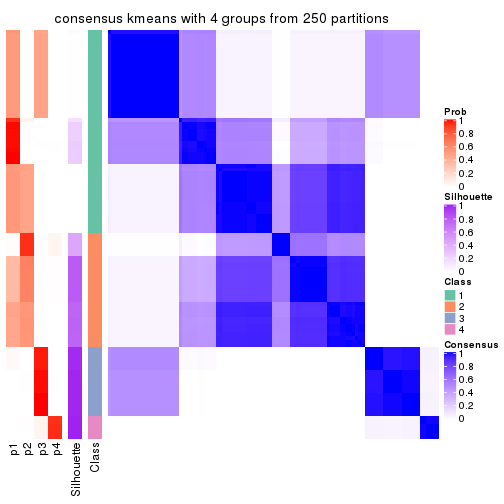 consensus kmeans with 4 groups from 250 partitions
Prob
1
0.8
0.6
0.4
0.2
0
Silhouette
1
0.8
0.6
0.4
0.2
0
Class
1
2
3
4
Consensus
1
0.8
0.6
0.4
0.2
0
p1
p2
p3
p4
Silhouette
Class